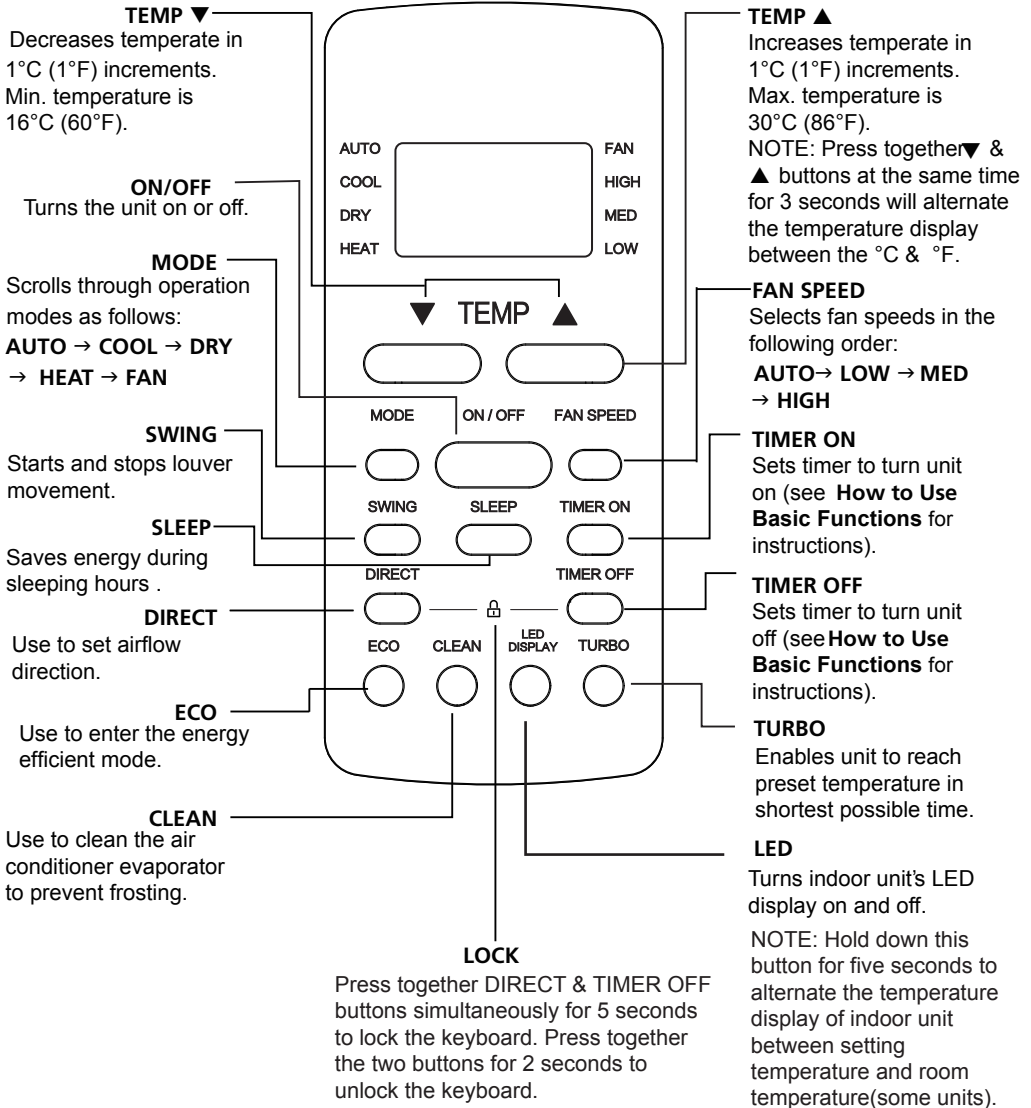 TEMP ▼
Decreases temperate in
1°C (1°F) increments.
Min. temperature is
16°C (60°F).
ON/OFF
Turns the unit on or off.
MODE
Scrolls through operation
modes as follows:
AUTO → COOL → DRY
→ HEAT → FAN
SWING
Starts and stops louver
movement.
SLEEP
Saves energy during
sleeping hours .
DIRECT
Use to set airflow
direction.
ECO
Use to enter the energy
efficient mode.
CLEAN
Use to clean the air
conditioner evaporator
to prevent frosting.
AUTO
COOL
DRY
HEAT
FAN
HIGH
MED
LOW
▼ TEMP ▲
MODE ON / OFF FAN SPEED
SWING SLEEP TIMER ON
DIRECT TIMER OFF
ECO CLEAN LED DISPLAY TURBO
LOCK
Press together DIRECT & TIMER OFF
buttons simultaneously for 5 seconds
to lock the keyboard. Press together
the two buttons for 2 seconds to
unlock the keyboard.
TEMP ▲
Increases temperate in
1°C (1°F) increments.
Max. temperature is
30°C (86°F).
NOTE: Press together▼ &
▲ buttons at the same time
for 3 seconds will alternate
the temperature display
between the °C & °F.
FAN SPEED
Selects fan speeds in the
following order:
AUTO→ LOW → MED
→ HIGH
TIMER ON
Sets timer to turn unit
on (see How to Use
Basic Functions for
instructions).
TIMER OFF
Sets timer to turn unit
off (see How to Use
Basic Functions for
instructions).
TURBO
Enables unit to reach
preset temperature in
shortest possible time.
LED
Turns indoor unit's LED
display on and off.
NOTE: Hold down this
button for five seconds to
alternate the temperature
display of indoor unit
between setting
temperature and room
temperature(some units).